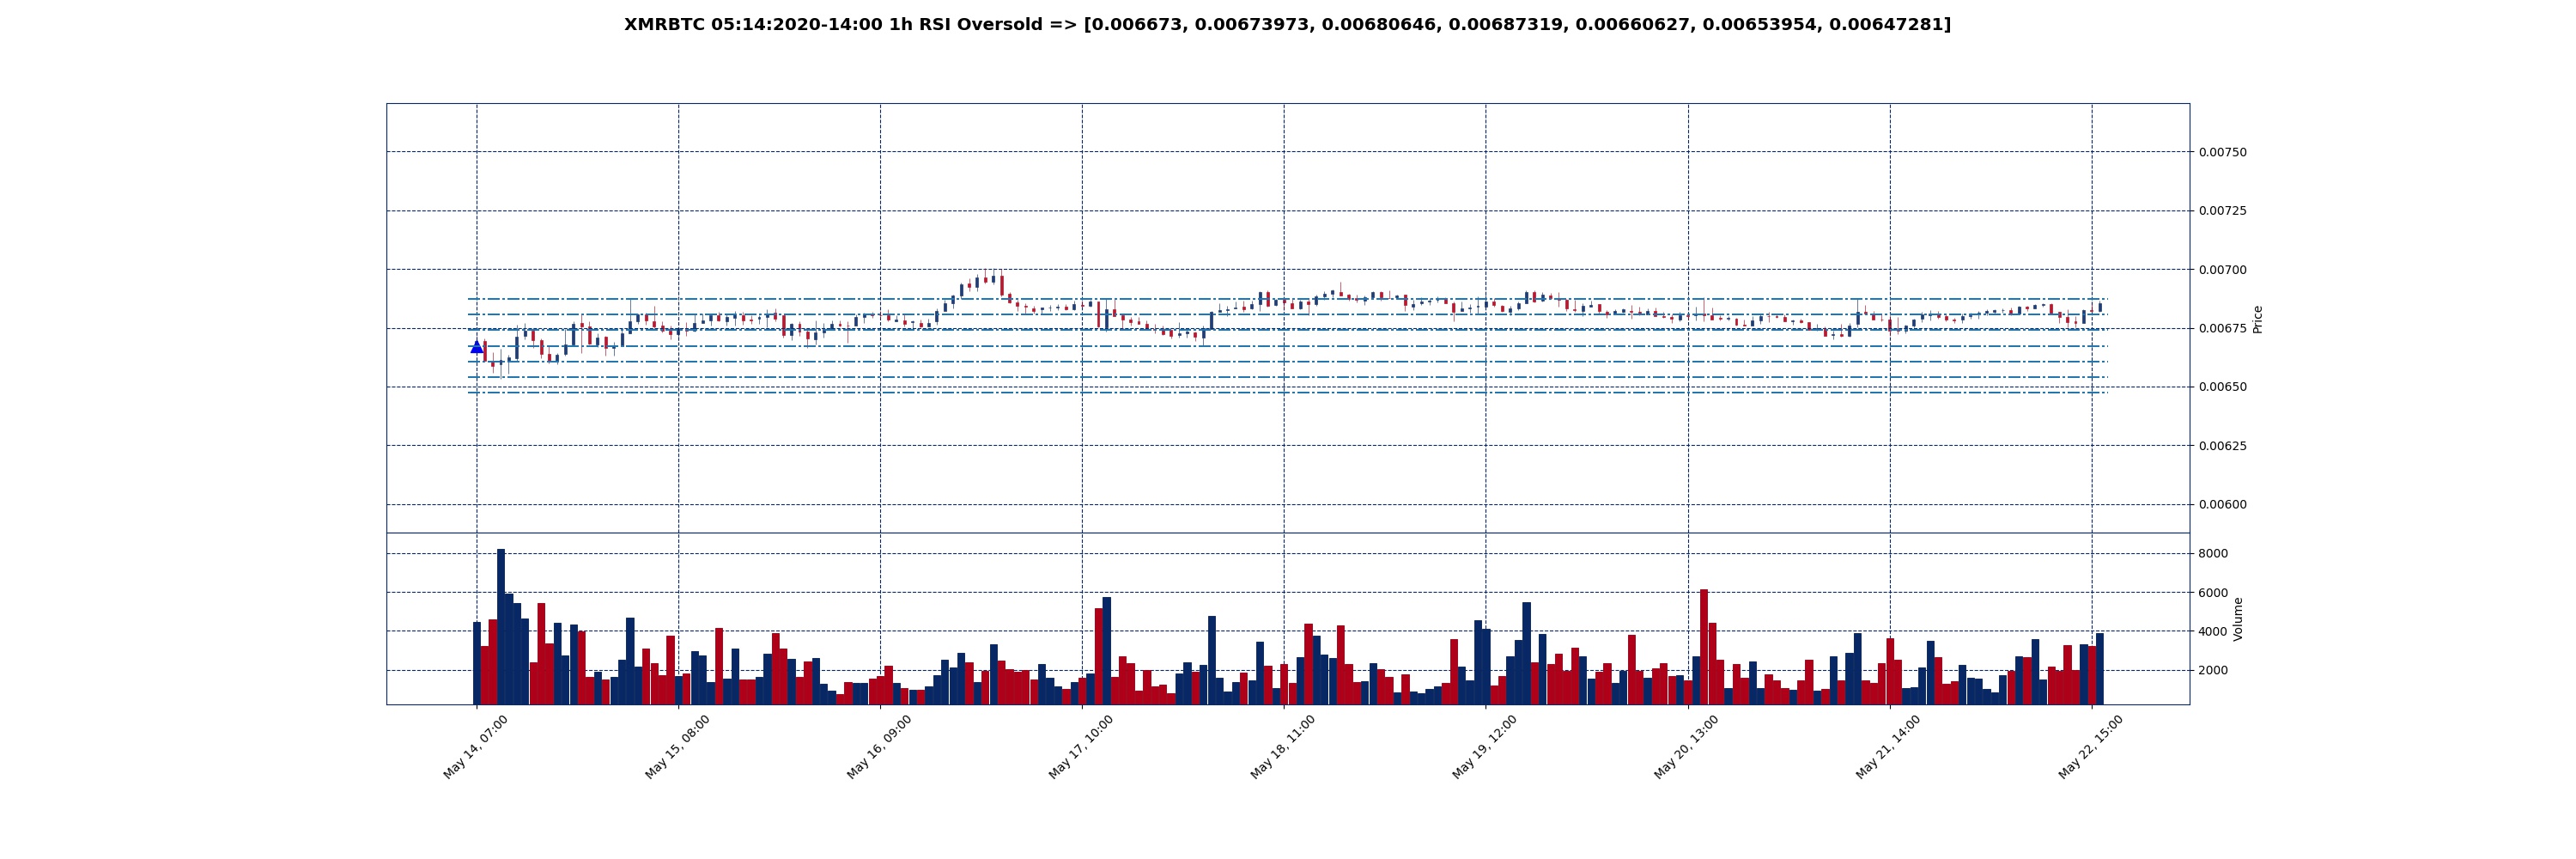 XMRBTC 05:14:2020-14:00 1h RSI Oversold => [0.006673, 0.00673973, 0.00680646, 0.00687319, 0.00660627, 0.00653954, 0.00647281]
0.00750
0.00725
0.00700
0.00675
0.00650
0.00625
0.00600
Price
8000
6000
4000
2000
Volume
May 14, 07:00
May 15, 08:00
May 16, 09:00
May 17, 10:00
May 18, 11:00
May 19, 12:00
May 20, 13:00
May 21, 14:00
May 22, 15:00